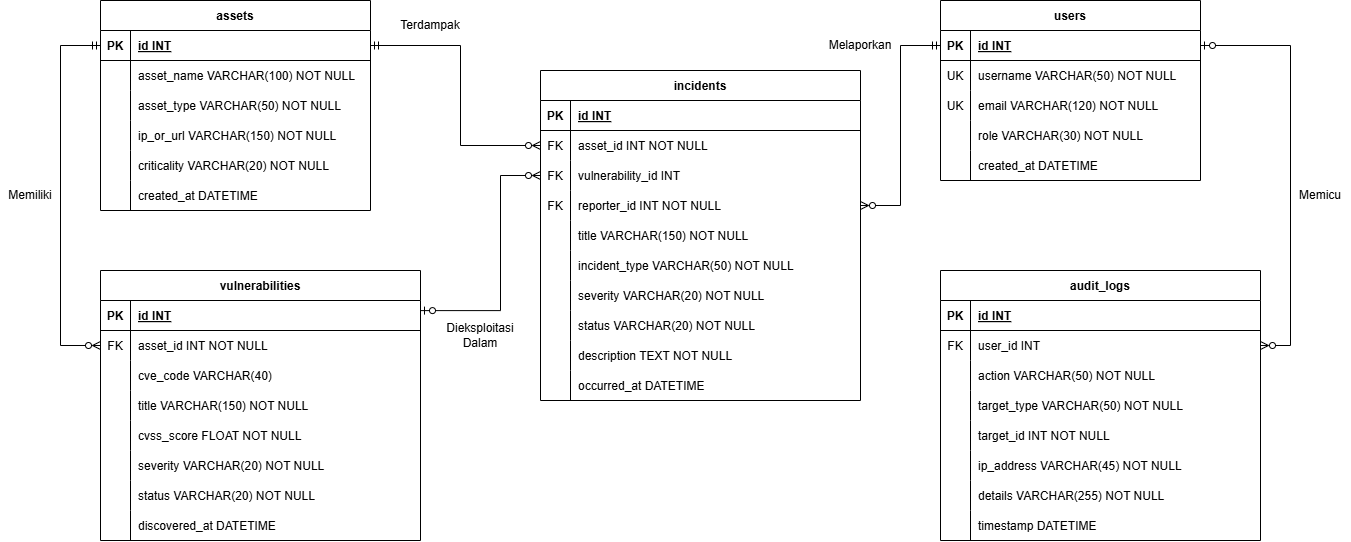 assets
PK id INT
asset_name VARCHAR(100) NOT NULL
asset_type VARCHAR(50) NOT NULL
ip_or_url VARCHAR(150) NOT NULL
criticality VARCHAR(20) NOT NULL
created_at DATETIME
Terdampak
Memiliki
vulnerabilities
PK id INT
FK asset_id INT NOT NULL
cve_code VARCHAR(40)
title VARCHAR(150) NOT NULL
cvss_score FLOAT NOT NULL
severity VARCHAR(20) NOT NULL
status VARCHAR(20) NOT NULL
discovered_at DATETIME
Dieksploitasi
Dalam
incidents
PK id INT
FK asset_id INT NOT NULL
FK vulnerability_id INT
FK reporter_id INT NOT NULL
title VARCHAR(150) NOT NULL
incident_type VARCHAR(50) NOT NULL
severity VARCHAR(20) NOT NULL
status VARCHAR(20) NOT NULL
description TEXT NOT NULL
occurred_at DATETIME
Melaporkan
users
PK id INT
UK username VARCHAR(50) NOT NULL
UK email VARCHAR(120) NOT NULL
role VARCHAR(30) NOT NULL
created_at DATETIME
Memicu
audit_logs
PK id INT
FK user_id INT
action VARCHAR(50) NOT NULL
target_type VARCHAR(50) NOT NULL
target_id INT NOT NULL
ip_address VARCHAR(45) NOT NULL
details VARCHAR(255) NOT NULL
timestamp DATETIME